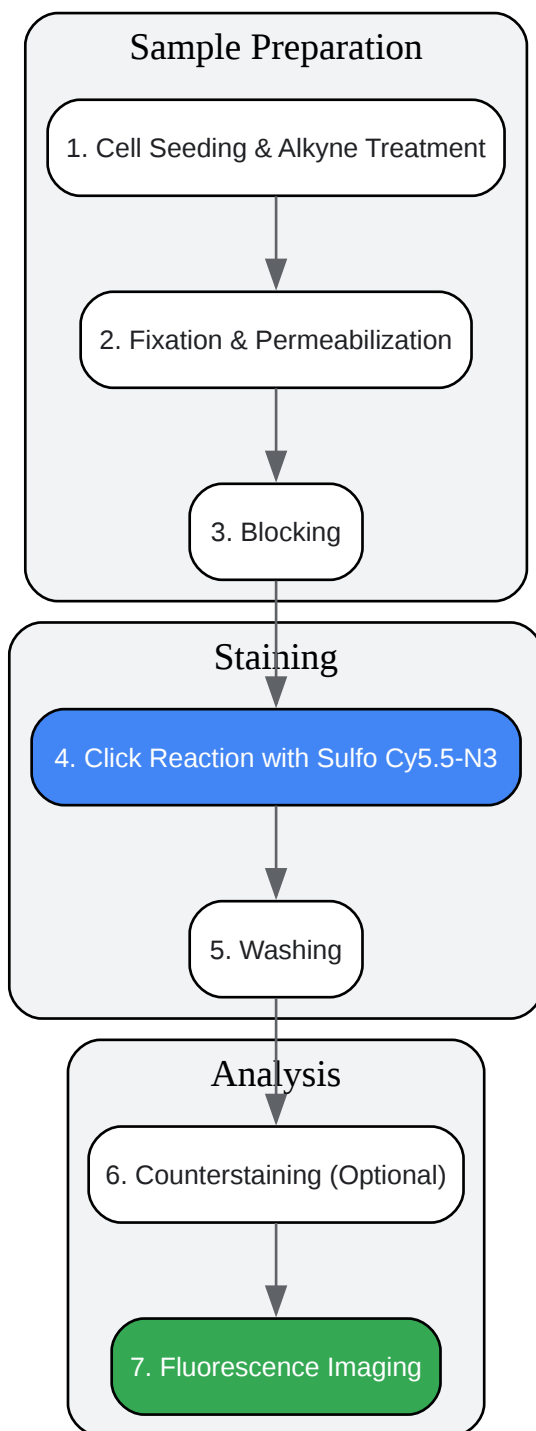 Sample Preparation
1. Cell Seeding & Alkyne Treatment
2. Fixation & Permeabilization
3. Blocking
Staining
4. Click Reaction with Sulfo Cy5.5-N3
5. Washing
Analysis
6. Counterstaining (Optional)
7. Fluorescence Imaging